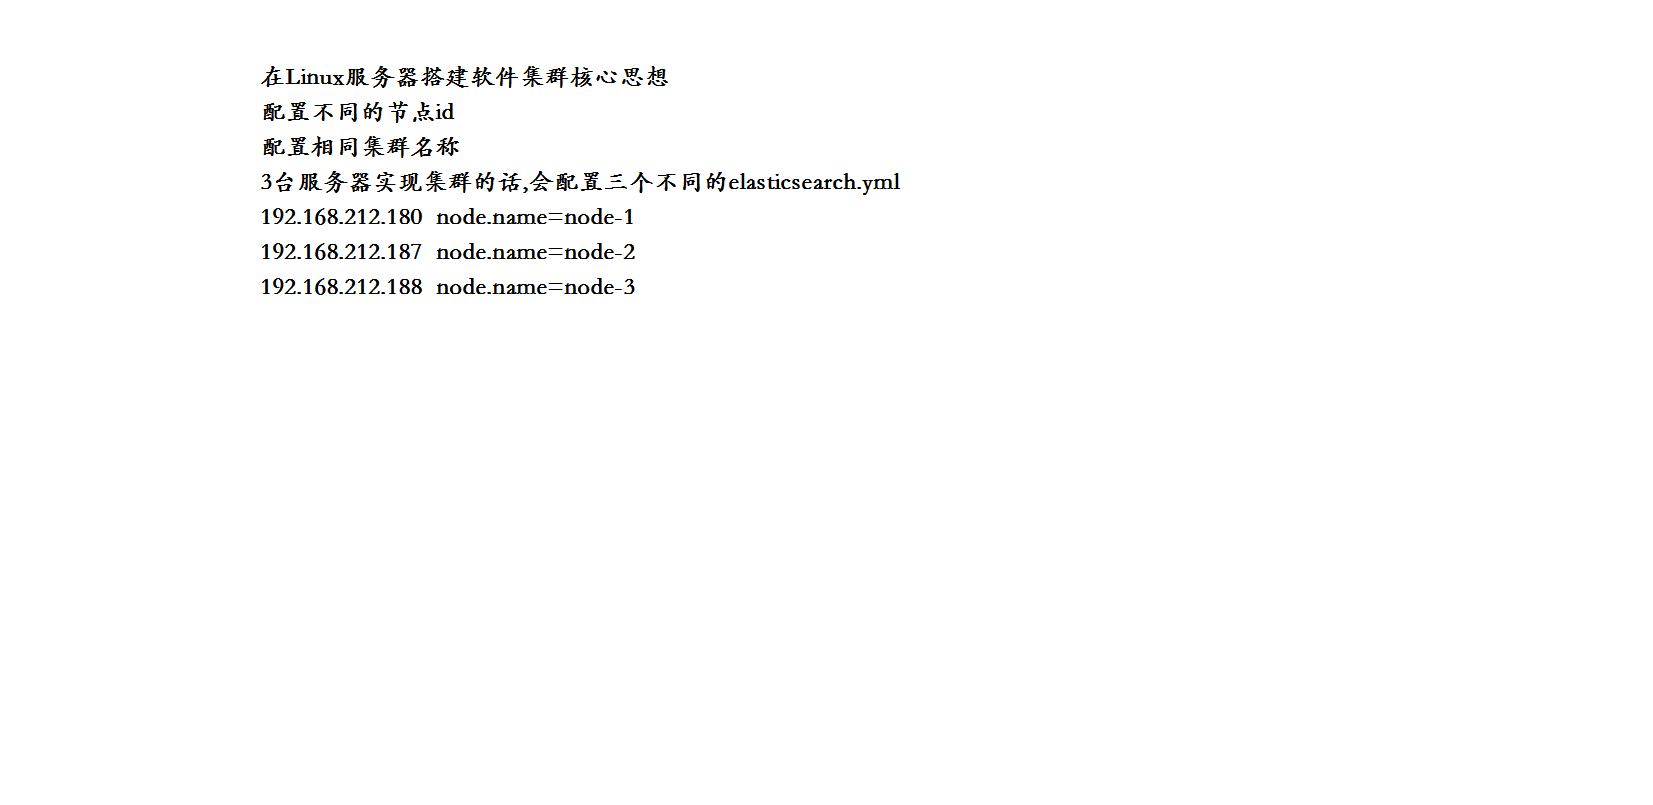 在Linux服务器搭建软件集群核心思想
配置不同的节点id
配置相同集群名称
3台服务器实现集群的话,会配置三个不同的elasticsearch.yml
192.168.212.180 node.name=node-1
192.168.212.187 node.name=node-2
192.168.212.188 node.name=node-3